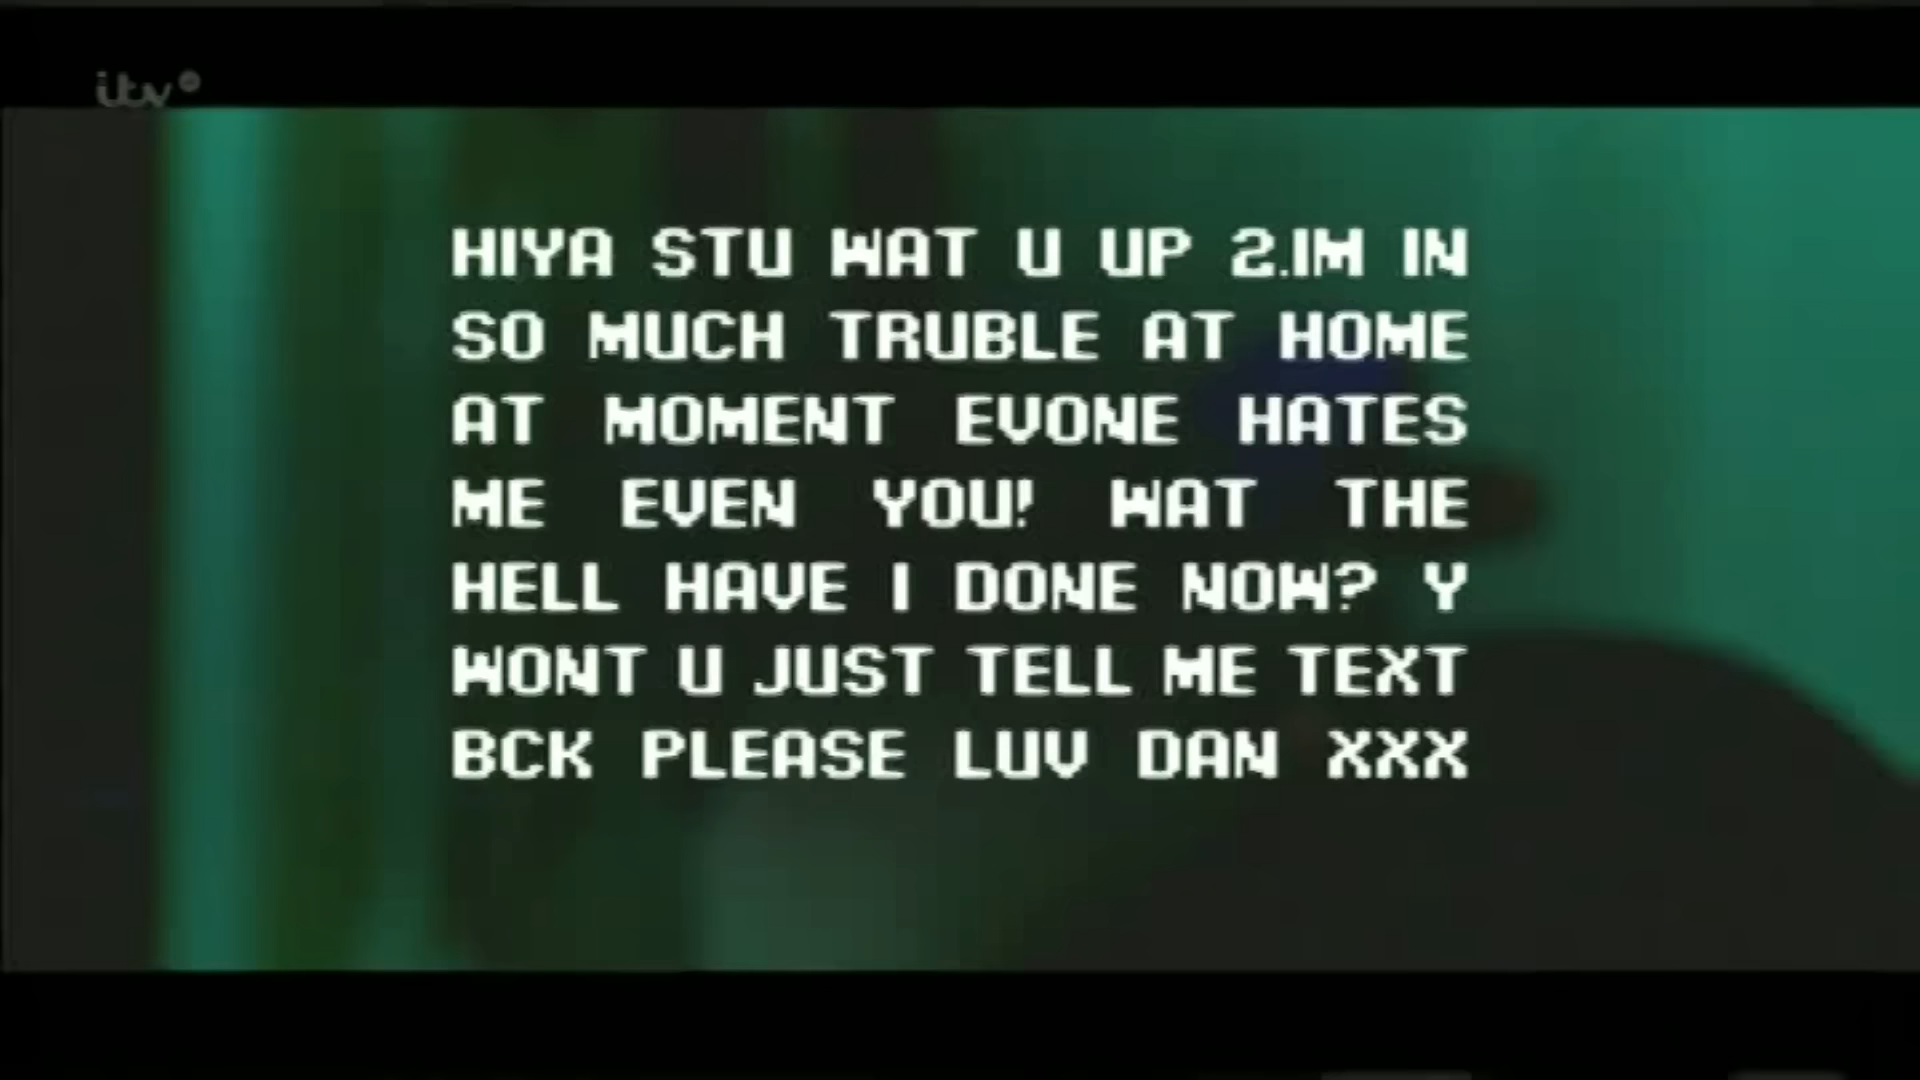 itv
HIYA STU WAT U UP 2.IM IN
SO MUCH TRUBLE AT HOME
AT MOMENT EVONE HATES
ME EVEN YOU! WAT THE
HELL HAVE I DONE NOW? Y
WONT U JUST TELL ME TEXT
BCK PLEASE LUV DAN XXX